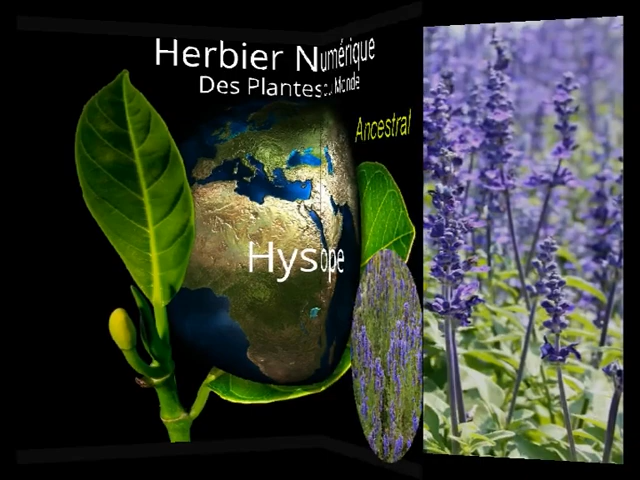 Herbier Numérique
Des Plantes du Monde
Ancestral
Hysope